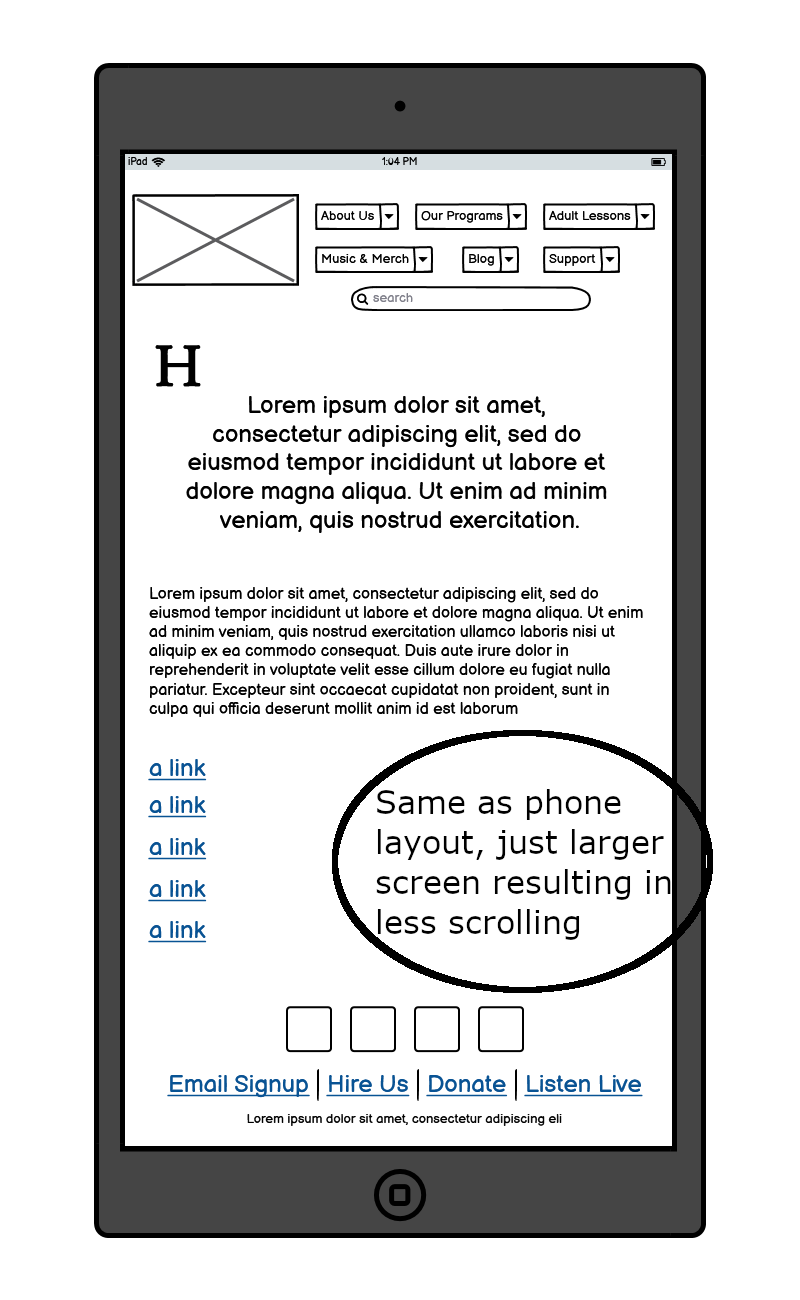 iPad 1:04 PM
About Us Our Programs Adult Lessons
Music & Merch Blog Support
search
H
Lorem ipsum dolor sit amet,
consectetur adipiscing elit, sed do
eiusmod tempor incididunt ut labore et
dolore magna aliqua. Ut enim ad minim
veniam, quis nostrud exercitation.
Lorem ipsum dolor sit amet, consectetur adipiscing elit, sed do
eiusmod tempor incididunt ut labore et dolore magna aliqua. Ut enim
ad minim veniam, quis nostrud exercitation ullamco laboris nisi ut
aliquip ex ea commodo consequat. Duis aute irure dolor in
reprehenderit in voluptate velit esse cillum dolore eu fugiat nulla
pariatur. Excepteur sint occaecat cupidatat non proident, sunt in
culpa qui officia deserunt mollit anim id est laborum
a link
a link
a link
a link
a link
Same as phone
layout, just larger
screen resulting in
less scrolling
Email Signup Hire Us Donate Listen Live
Lorem ipsum dolor sit amet, consectetur adipiscing eli